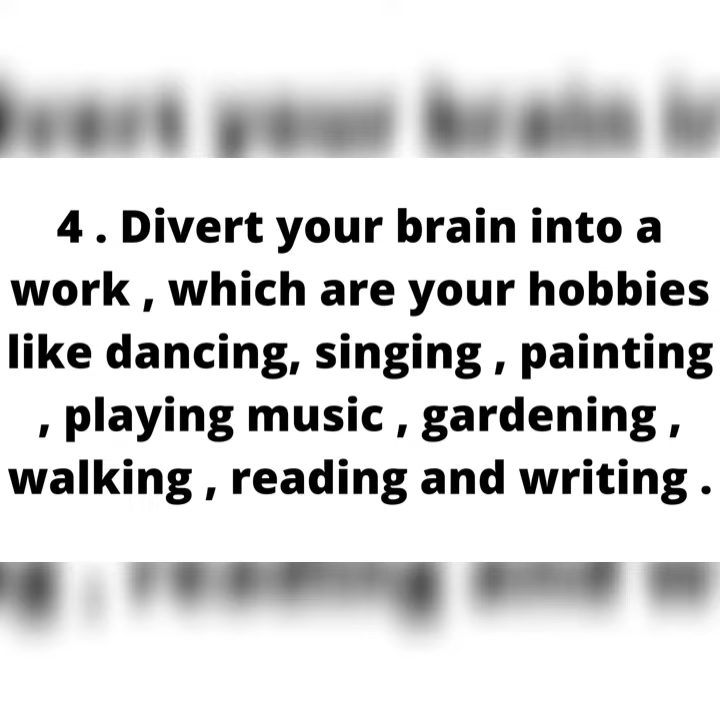 4 . Divert your brain into a
work , which are your hobbies
like dancing, singing , painting
, playing music , gardening ,
walking , reading and writing .